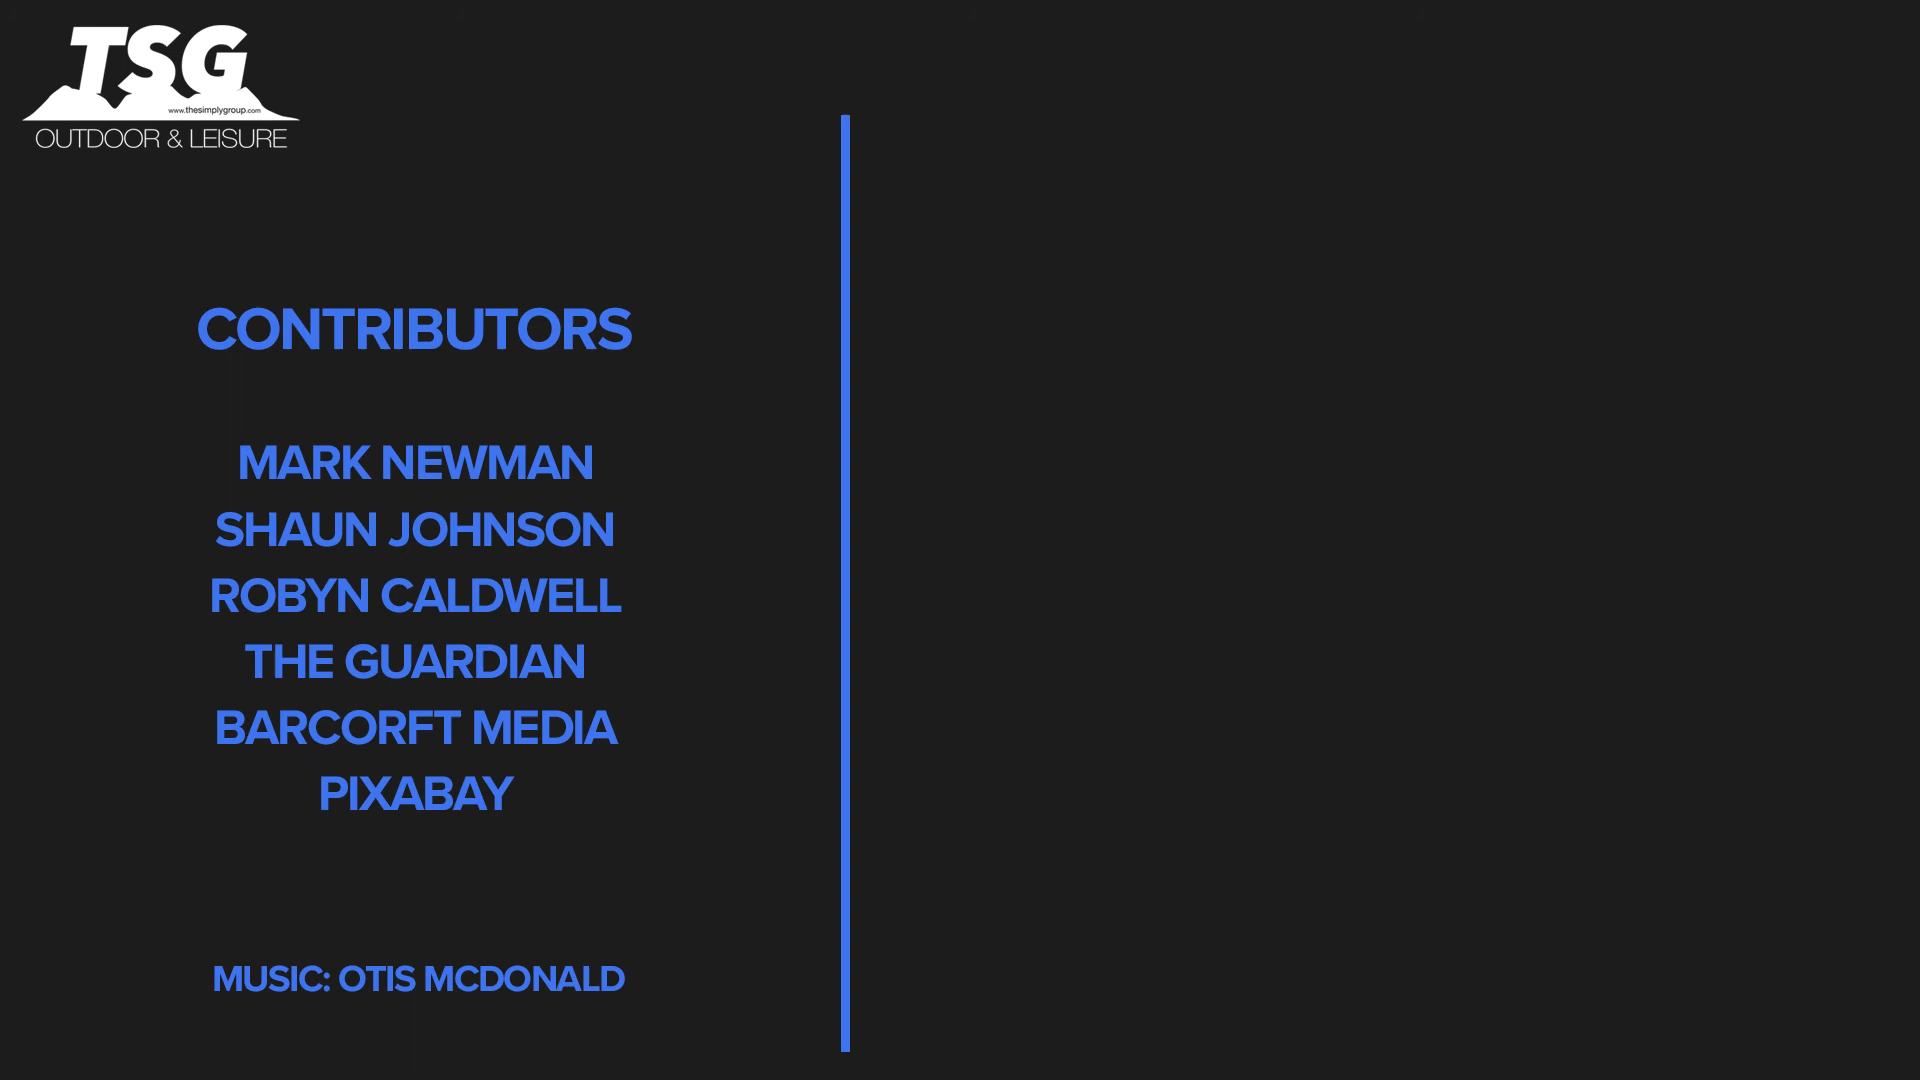 TSG
www.thesimplygroup.com
OUTDOOR & LEISURE
CONTRIBUTORS
MARK NEWMAN
SHAUN JOHNSON
ROBYN CALDWELL
THE GUARDIAN
BARCORFT MEDIA
PIXABAY
MUSIC: OTIS MCDONALD